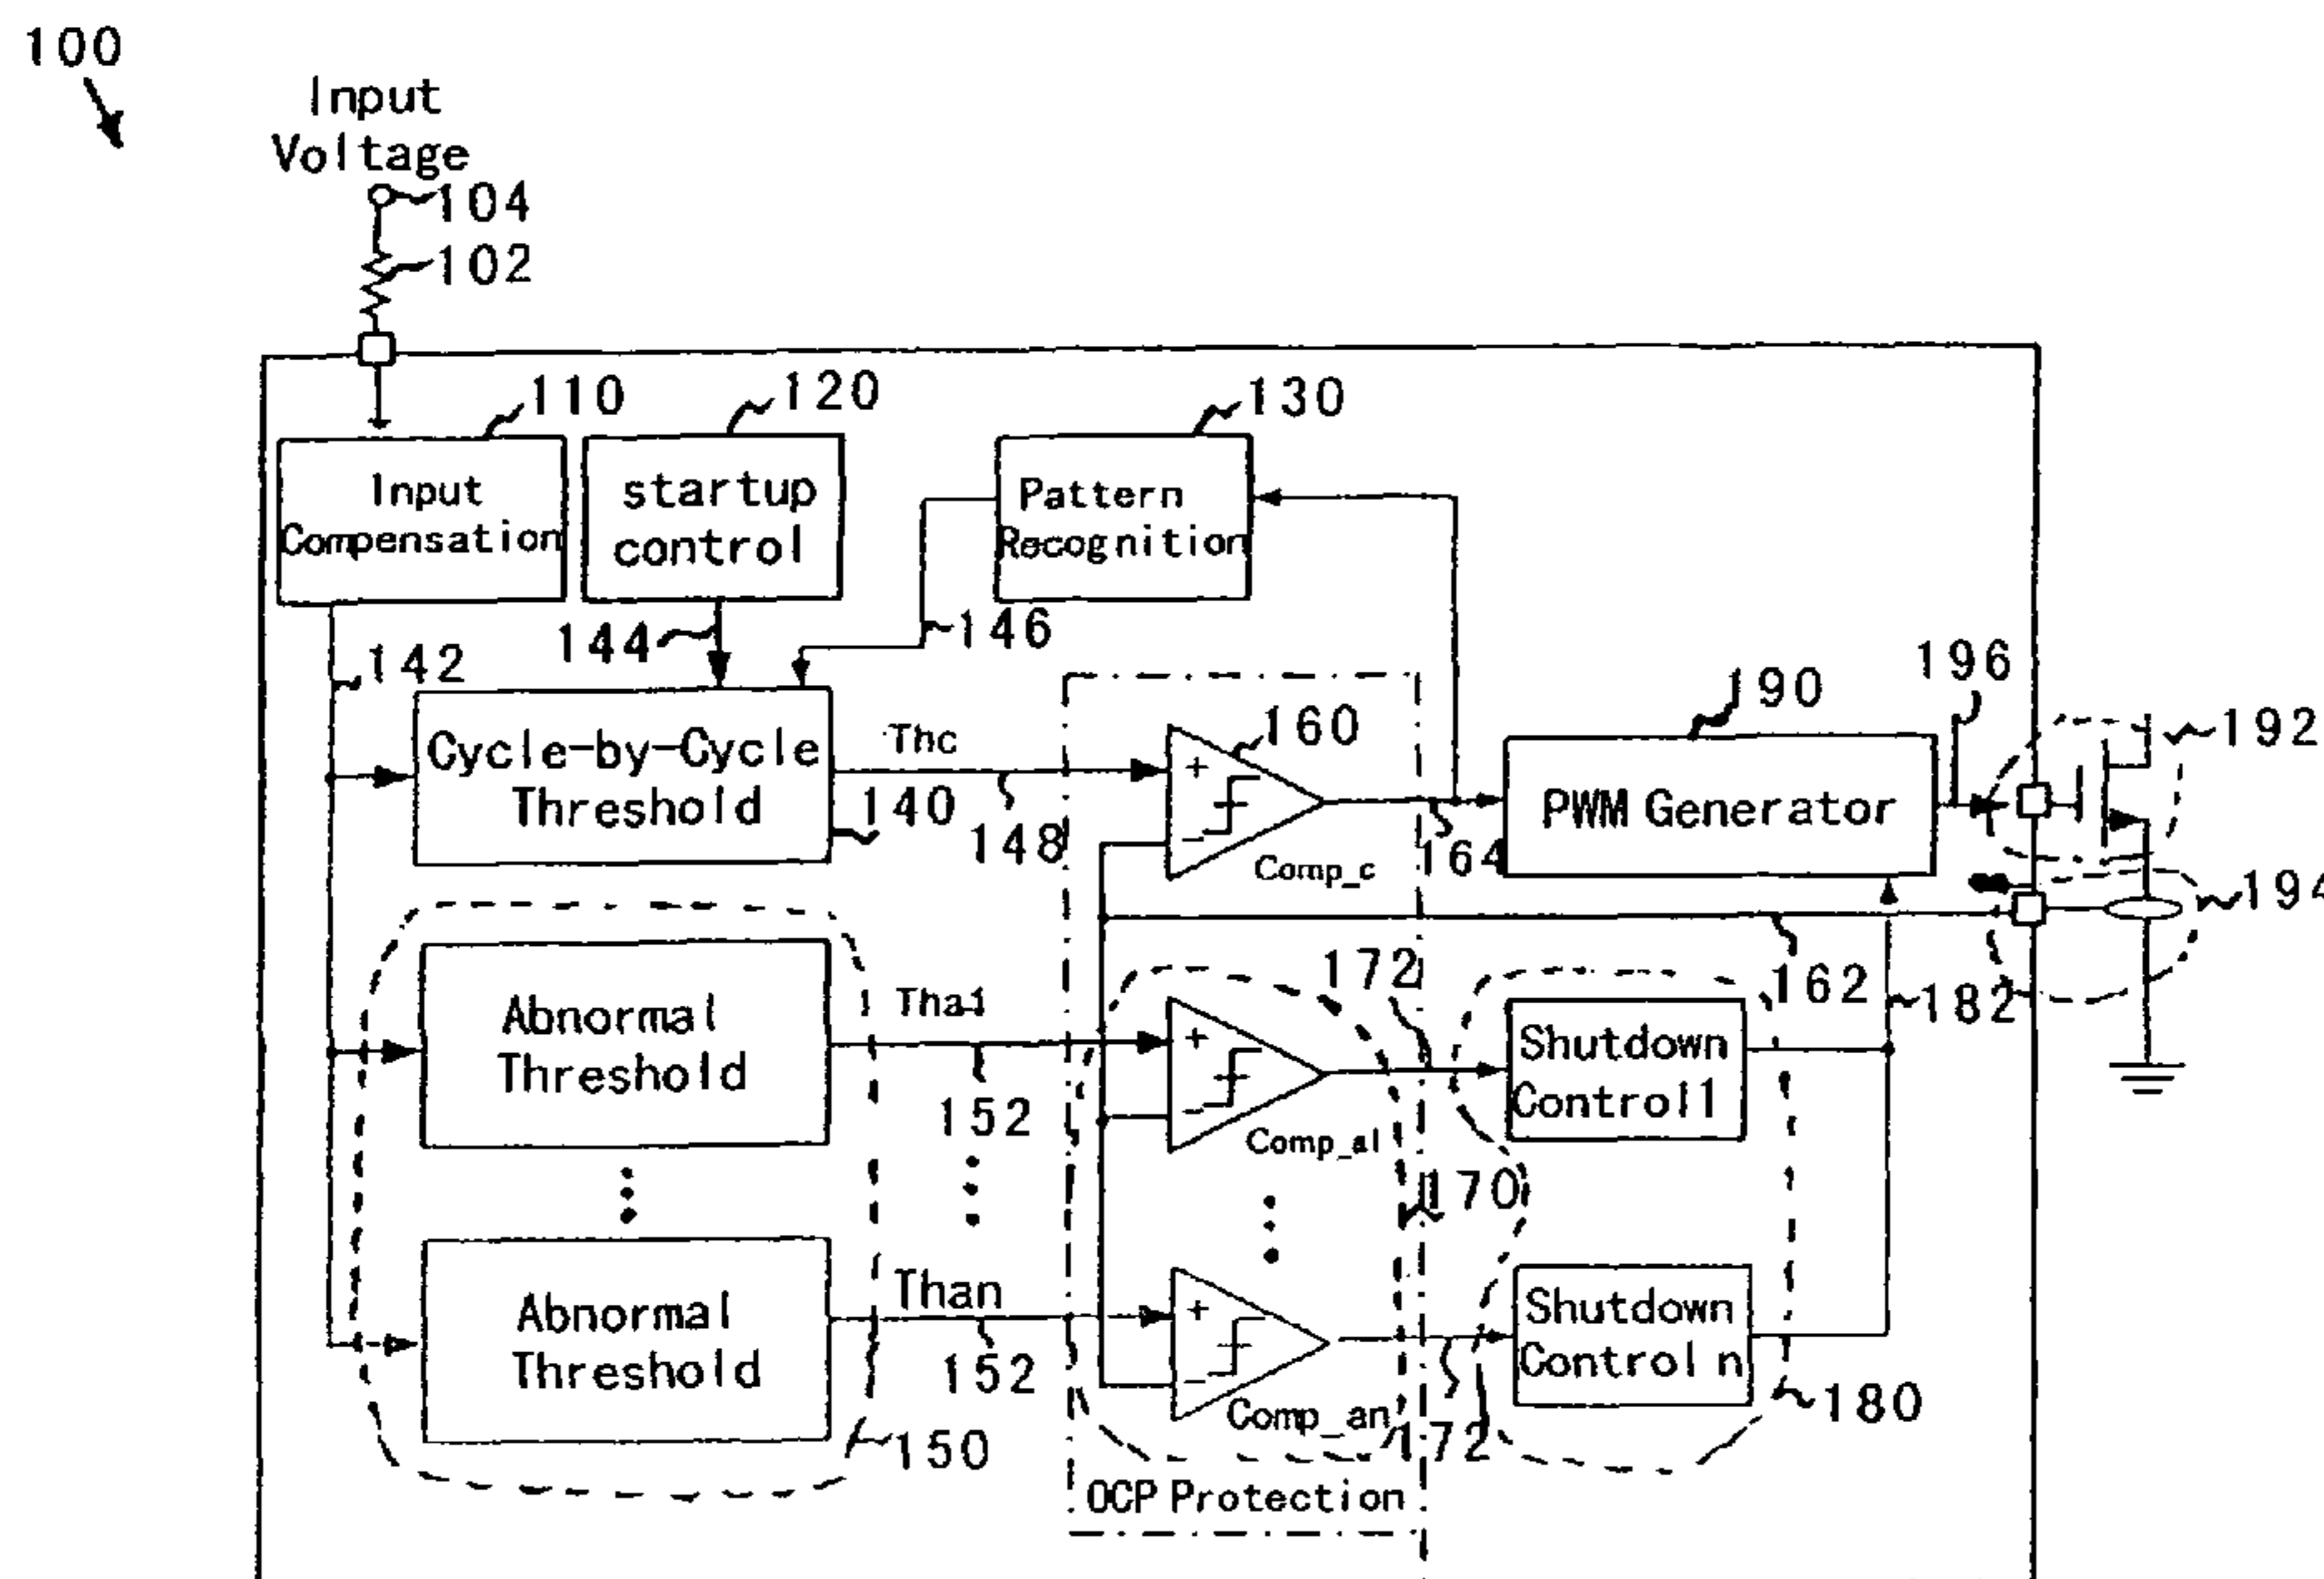 100
Input
Voltage
104
102
110
120
130
Input
Compensation
startup
control
Pattern
Recognition
144
146
142
196
190
192
Cycle-by-Cycle
Threshold
Thc
160
140
148
Comp_c
164
PWM Generator
194
172
162
182
Abnormal
Threshold
Tha1
152
Comp_a1
Shutdown
Control1
170
Abnormal
Threshold
Than
152
Comp_an
172
Shutdown
Control n
180
150
OCP Protection